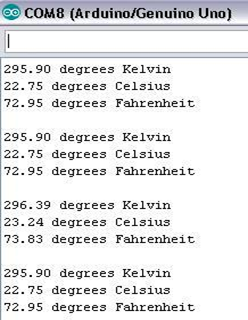 COM8 (Arduino/Genuino Uno)
295.90 degrees Kelvin
22.75 degrees Celsius
72.95 degrees Fahrenheit
295.90 degrees Kelvin
22.75 degrees Celsius
72.95 degrees Fahrenheit
296.39 degrees Kelvin
23.24 degrees Celsius
73.83 degrees Fahrenheit
295.90 degrees Kelvin
22.75 degrees Celsius
72.95 degrees Fahrenheit